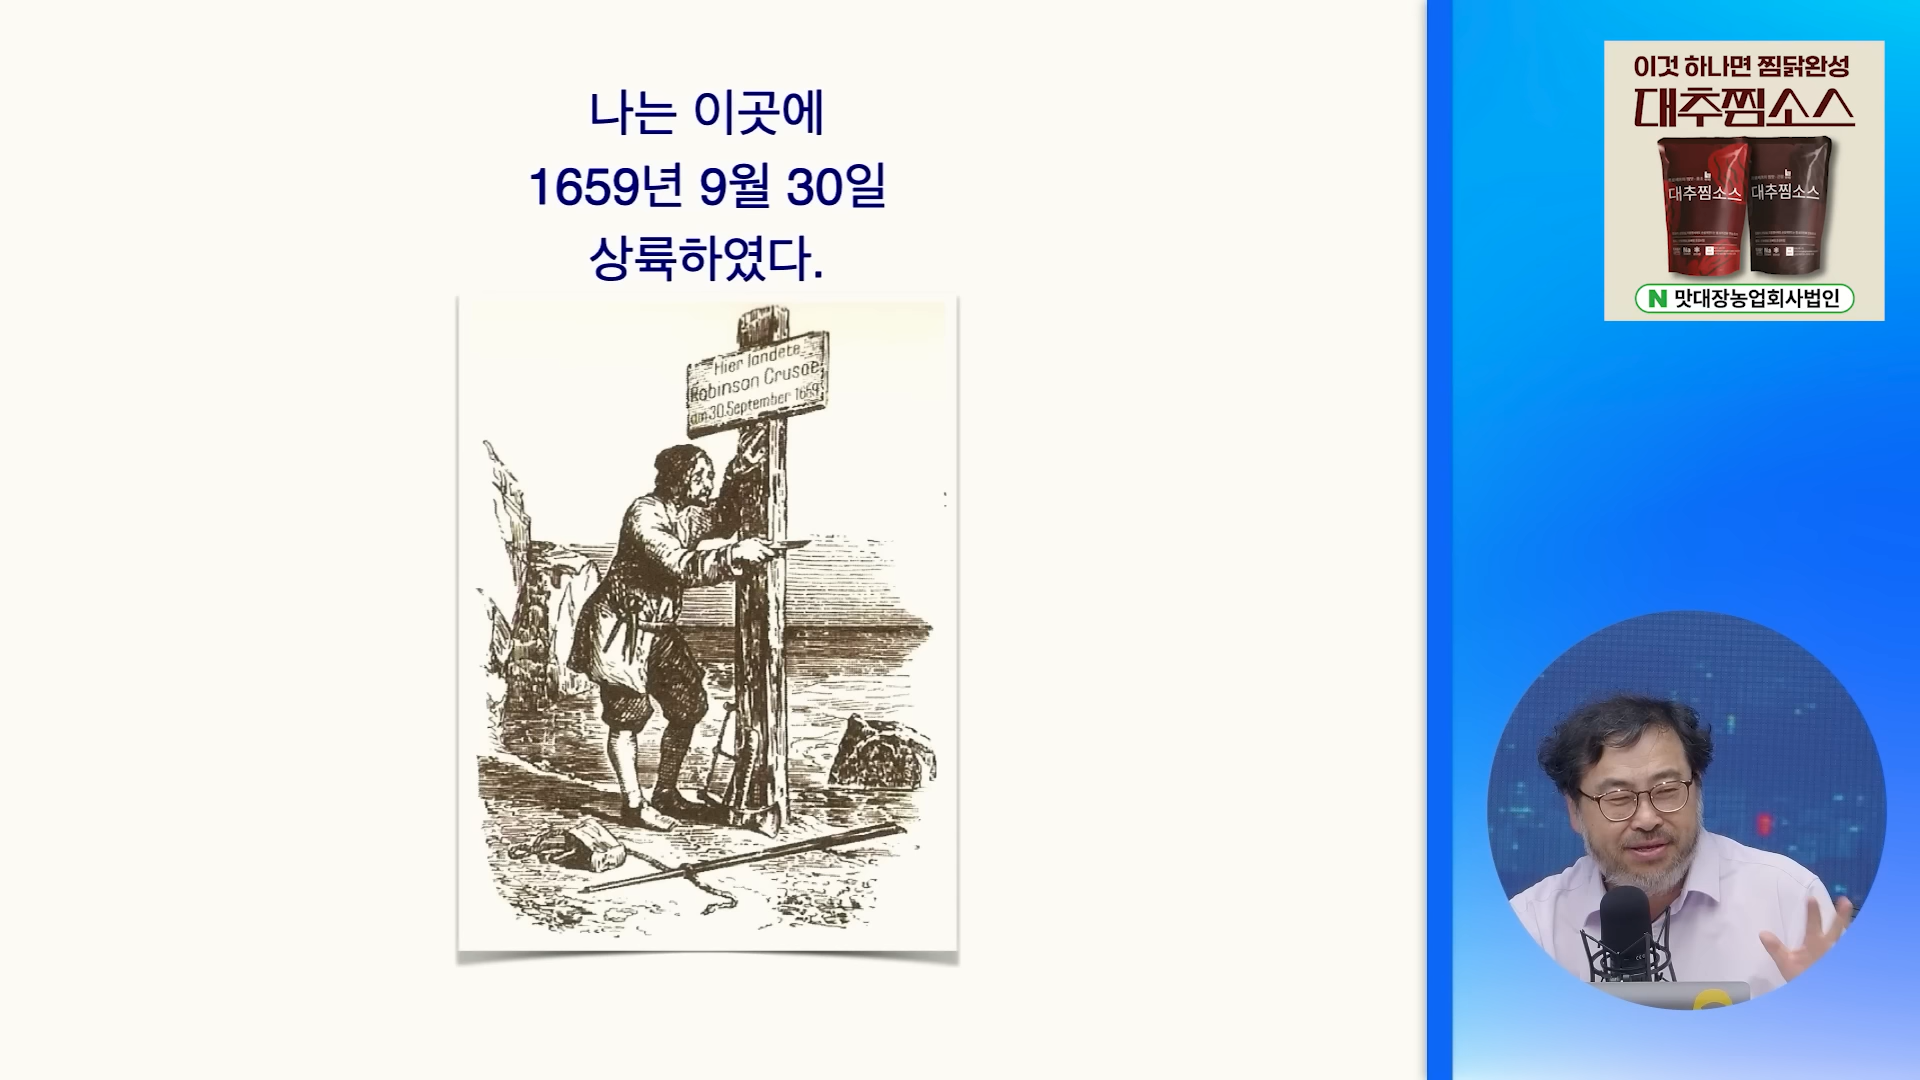 나는 이곳에
1659년 9월 30일
상륙하였다.
Hier landete
Robinson Crusoe
am 30. September 1659
이것 하나면 찜닭완성
대추찜소스
대추찜소스
대추찜소스
N 맛대장농업회사법인